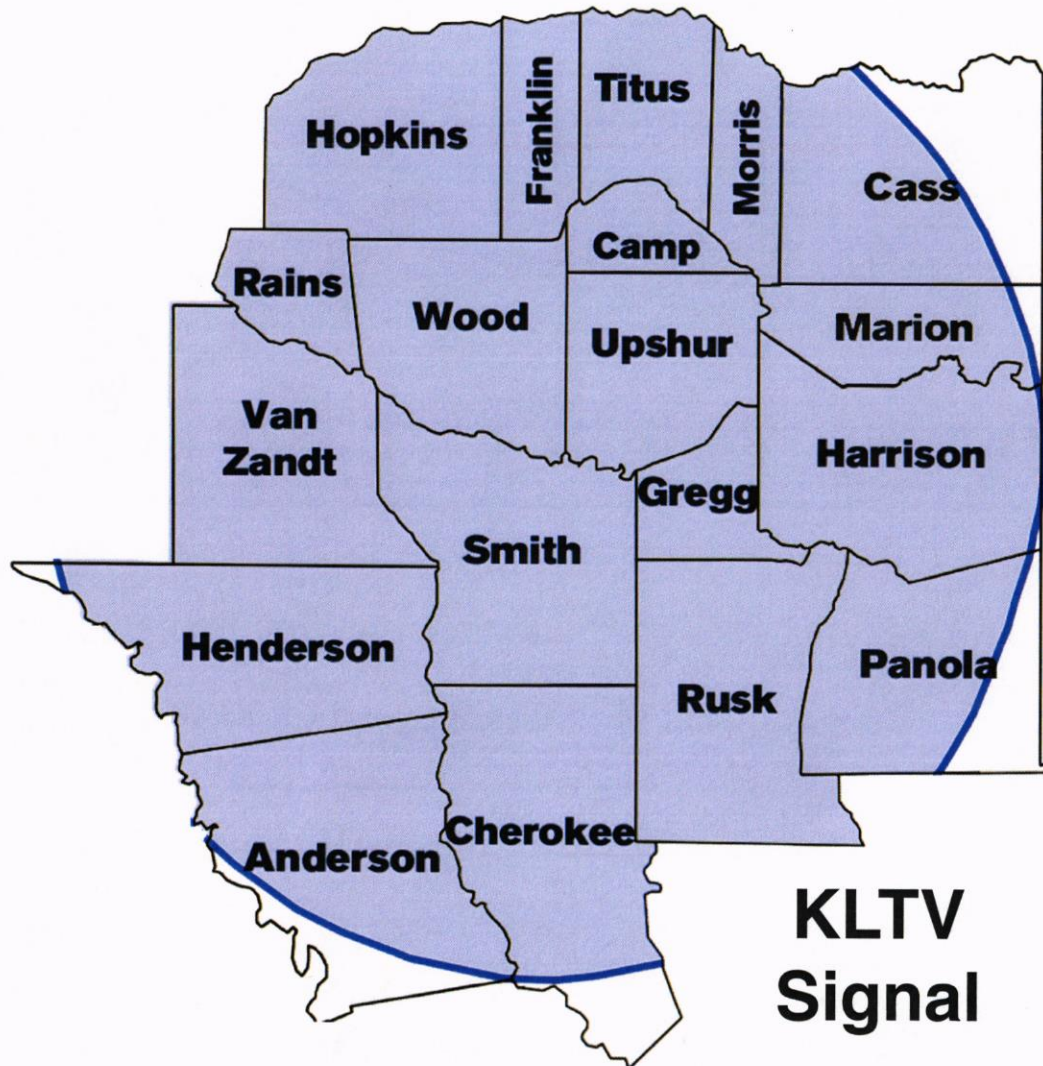 Hopkins
Franklin
Titus
Morris
Cass
Rains
Wood
Camp
Upshur
Marion
Van
Zandt
Smith
Gregg
Harrison
Henderson
Rusk
Panola
Anderson
Cherokee
KLTV
Signal